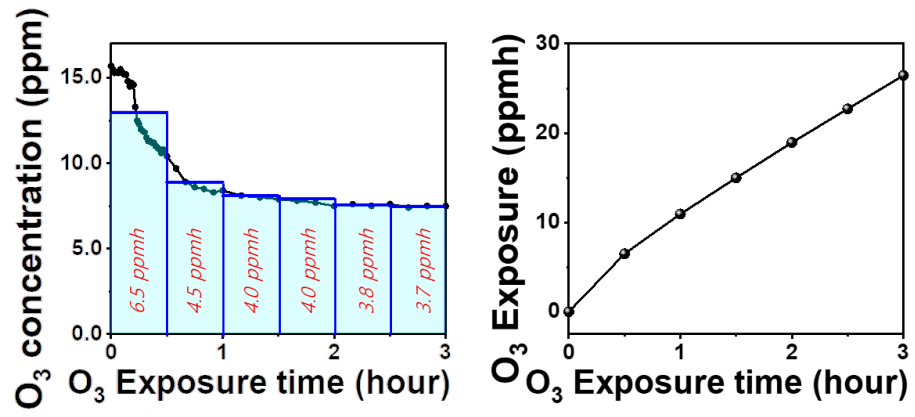 O3 concentration (ppm)
15.0
10.0
5.0
0.0
6.5 ppmh
4.5 ppmh
4.0 ppmh
4.0 ppmh
3.8 ppmh
3.7 ppmh
0 1 2 3
O3 Exposure time (hour)
O3 Exposure (ppmh)
30
20
10
0
0 1 2 3
O3 Exposure time (hour)